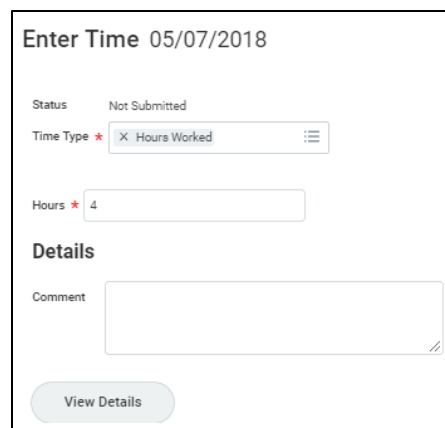 Enter Time 05/07/2018
Status Not Submitted
Time Type * × Hours Worked
Hours * 4
Details
Comment
View Details